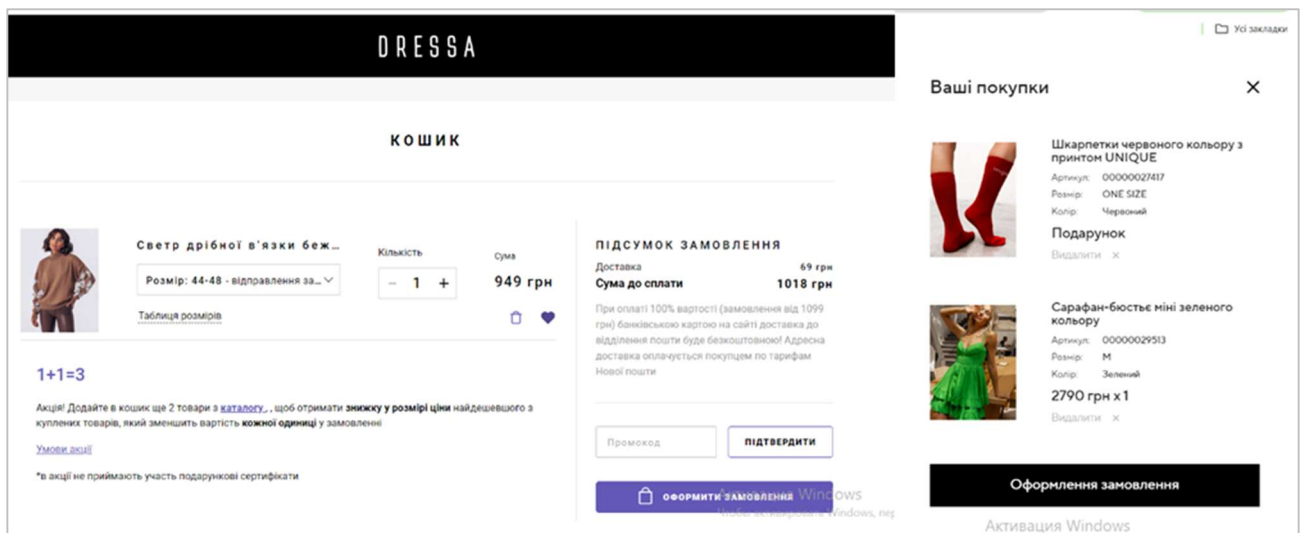 DRESSA
КОШИК
Светр дрібної в'язки беж...
Розмір: 44-48 - відправлення за...
Таблиця розмірів
Кількість
− 1 +
Сума
949 грн
1+1=3
Акція! Додайте в кошик ще 2 товари з каталогу , , щоб отримати знижку у розмірі ціни найдешевшого з
куплених товарів, який зменшить вартість кожної одиниці у замовленні
Умови акції
*в акції не приймають участь подарункові сертифікати
ПІДСУМОК ЗАМОВЛЕННЯ
Доставка 69 грн
Сума до сплати 1018 грн
При оплаті 100% вартості (замовлення від 1099
грн) банківською картою на сайті доставка до
відділення пошти буде безкоштовною! Адресна
доставка оплачується покупцем по тарифам
Нової пошти
Промокод
ПІДТВЕРДИТИ
ОФОРМИТИ ЗАМОВЛЕННЯ
Windows
Windows, пер
Усі закладки
Ваші покупки
Шкарпетки червоного кольору з
принтом UNIQUE
Артикул: 00000027417
Розмір: ONE SIZE
Колір: Червоний
Подарунок
Видалити ×
Сарафан-бюстьє міні зеленого
кольору
Артикул: 00000029513
Розмір: M
Колір: Зелений
2790 грн x 1
Видалити ×
Оформлення замовлення
Активация Windows